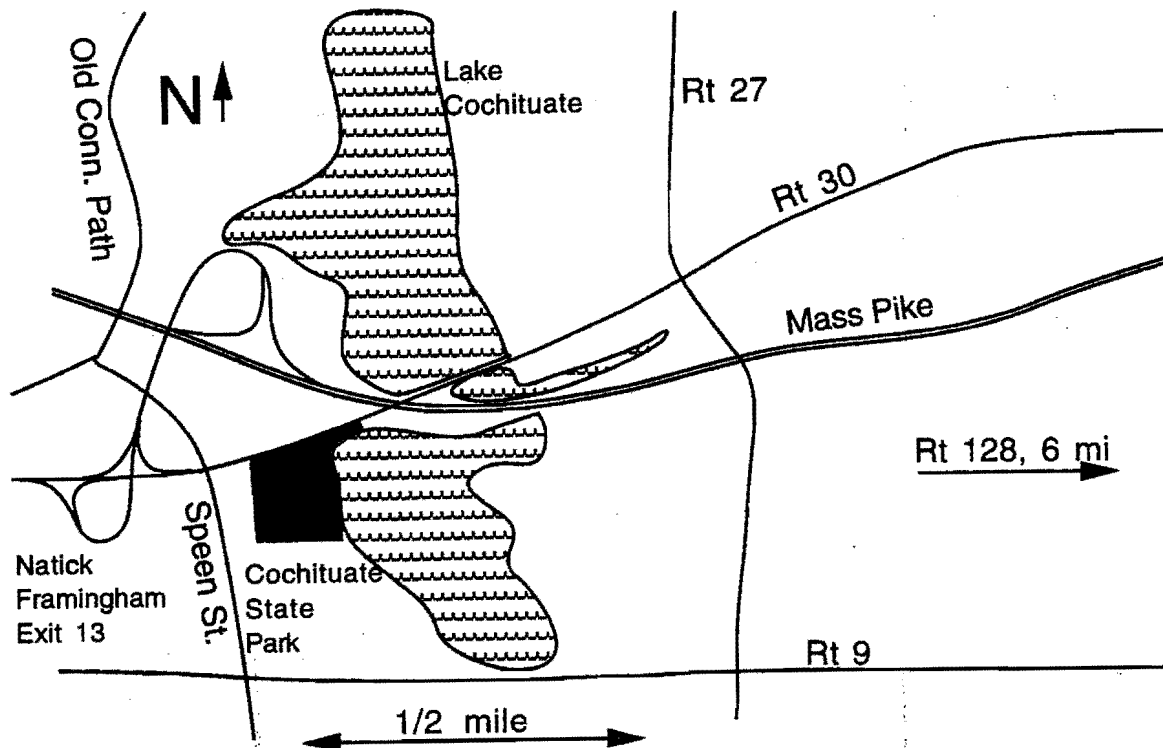 Old Conn. Path
N
Lake
Cochituate
Rt 27
Rt 30
Mass Pike
Rt 128, 6 mi
Natick
Framingham
Exit 13
Speen St.
Cochituate
State
Park
Rt 9
1/2 mile